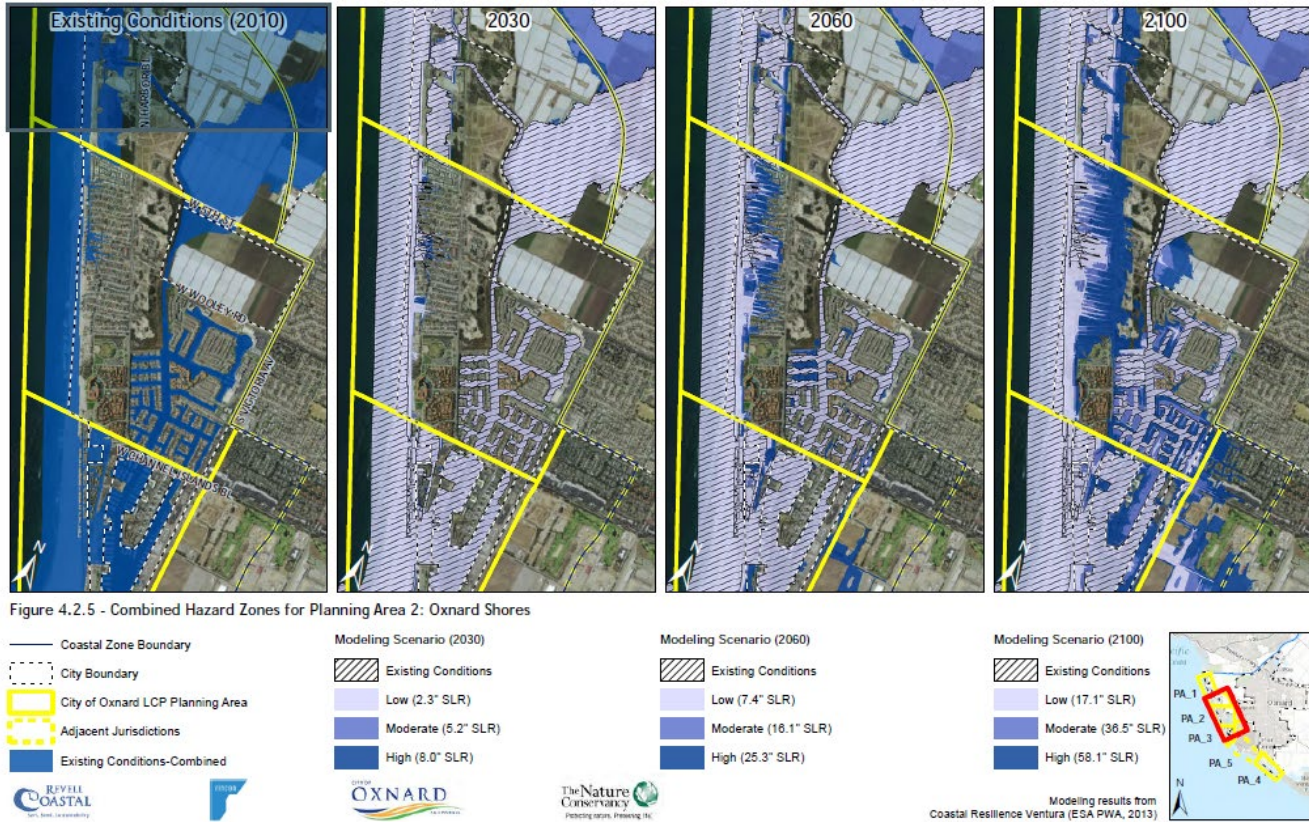 Existing Conditions (2010)
2030
2060
2100
W 5TH ST
W WOOLEY RD
S VICTORIA AV
W CHANNEL ISLANDS BL
N
N
N
N
Figure 4.2.5 - Combined Hazard Zones for Planning Area 2: Oxnard Shores
Coastal Zone Boundary
City Boundary
City of Oxnard LCP Planning Area
Adjacent Jurisdictions
Existing Conditions-Combined
Modeling Scenario (2030)
Existing Conditions
Low (2.3" SLR)
Moderate (5.2" SLR)
High (8.0" SLR)
Modeling Scenario (2060)
Existing Conditions
Low (7.4" SLR)
Moderate (16.1" SLR)
High (25.3" SLR)
Modeling Scenario (2100)
Existing Conditions
Low (17.1" SLR)
Moderate (36.5" SLR)
High (58.1" SLR)
PA_1
PA_2
PA_3
PA_5
PA_4
N
REVELL
COASTAL
CITY OF
OXNARD
The Nature
Conservancy
Protecting nature. Preserving life.
Modeling results from
Coastal Resilience Ventura (ESA PWA, 2013)